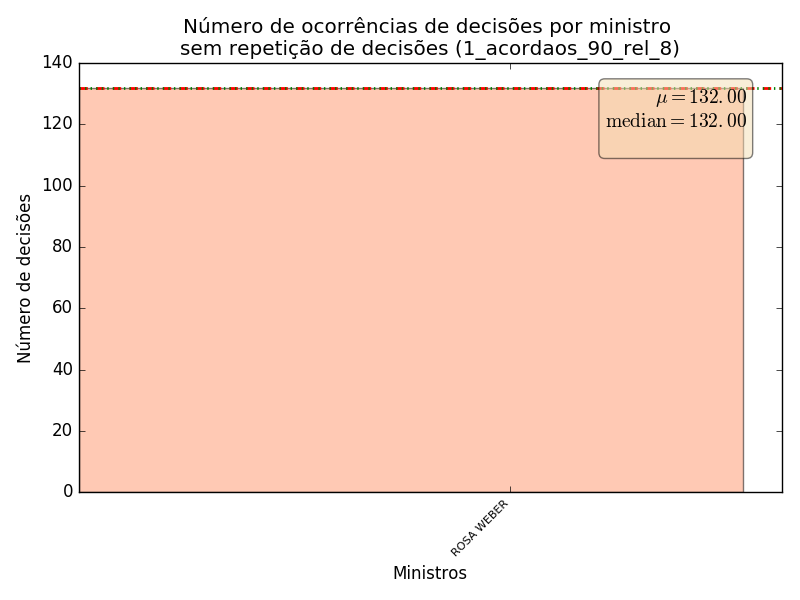 Número de ocorrências de decisões por ministro
sem repetição de decisões (1_acordaos_90_rel_8)
140
120
100
80
60
40
20
0
Número de decisões
μ = 132.00
median = 132.00
ROSA WEBER
Ministros